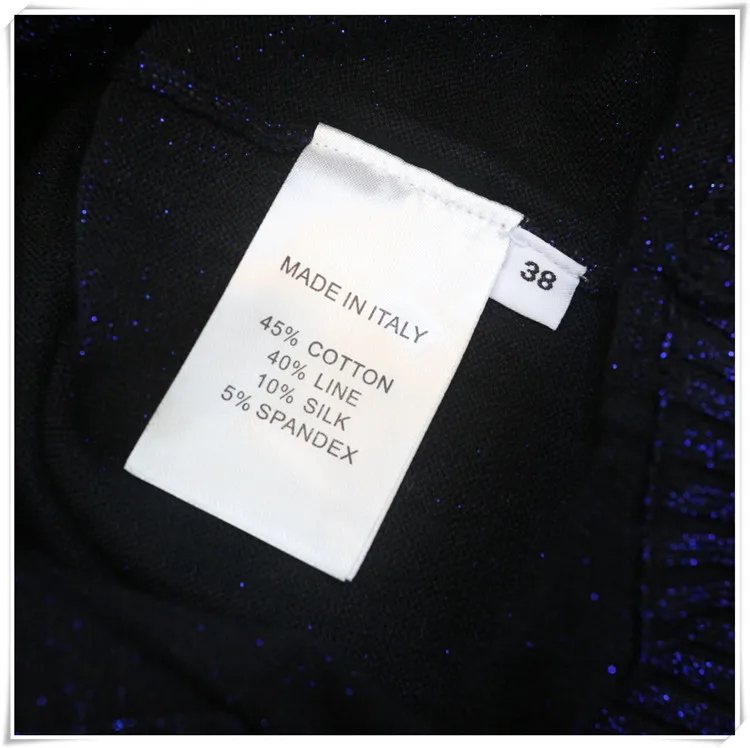 MADE IN ITALY
45% COTTON
40% LINE
10% SILK
5% SPANDEX
38